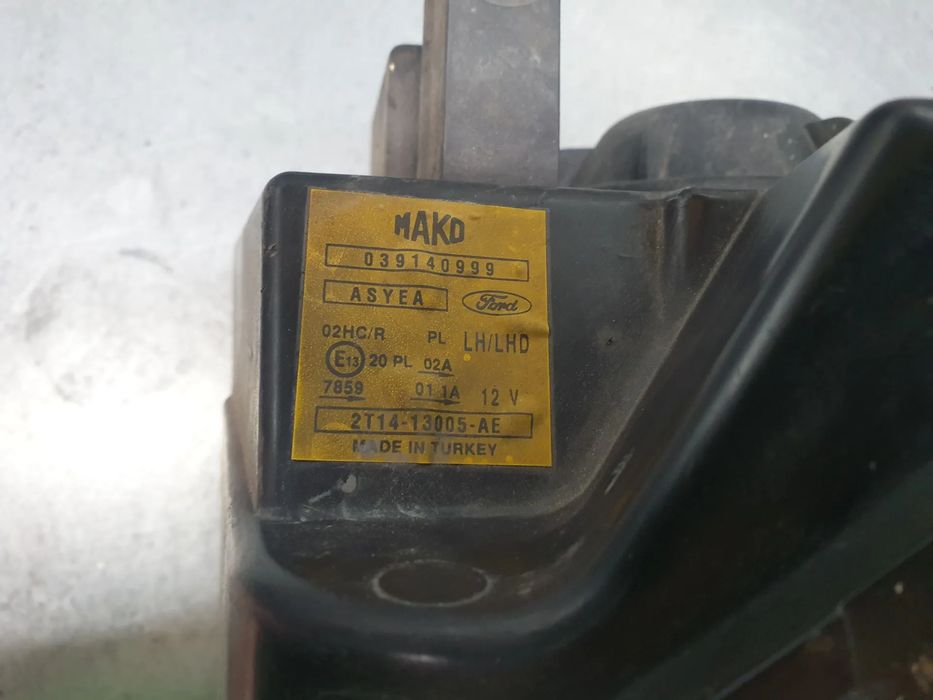 MAKO
039140999
ASYEA Ford
02HC/R PL LH/LHD
E13 20 PL 02A
7859 01 1A 12 V
2T14-13005-AE
MADE IN TURKEY